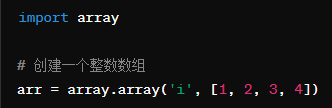 import array
# 创建一个整数数组
arr = array.array('i', [1, 2, 3, 4])